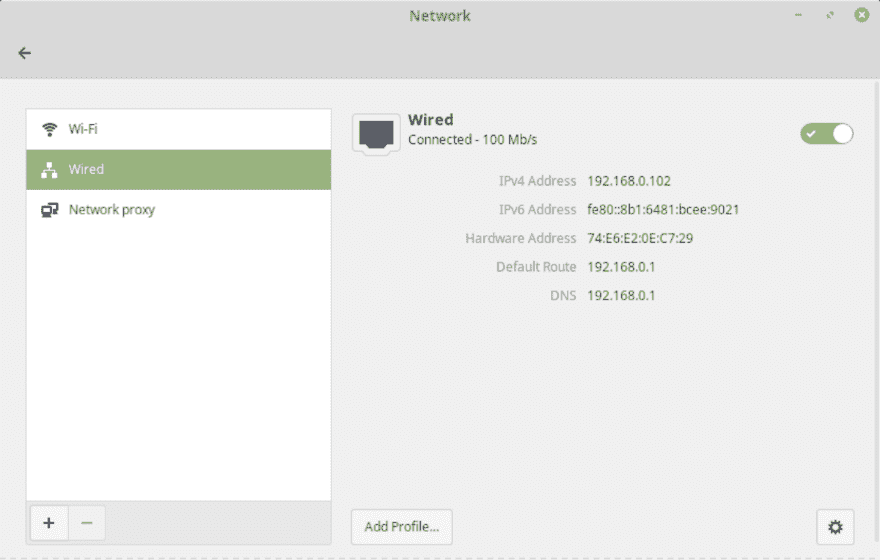 Network
Wi-Fi
Wired
Network proxy
Wired
Connected - 100 Mb/s
IPv4 Address 192.168.0.102
IPv6 Address fe80::8b1:6481:bcee:9021
Hardware Address 74:E6:E2:0E:C7:29
Default Route 192.168.0.1
DNS 192.168.0.1
Add Profile...